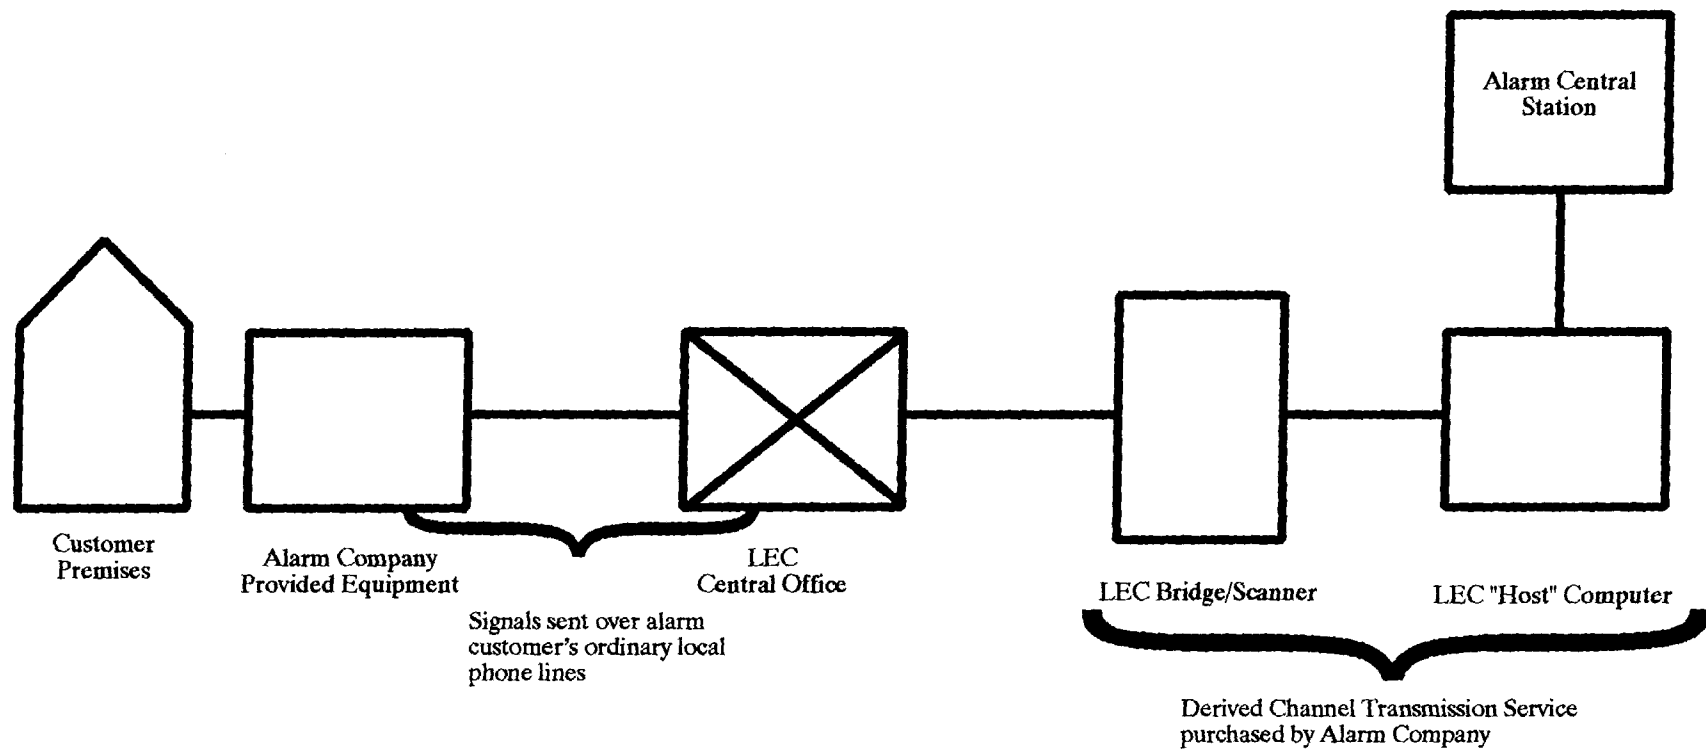 Alarm Central
Station
Customer
Premises
Alarm Company
Provided Equipment
LEC
Central Office
Signals sent over alarm
customer's ordinary local
phone lines
LEC Bridge/Scanner
LEC "Host" Computer
Derived Channel Transmission Service
purchased by Alarm Company